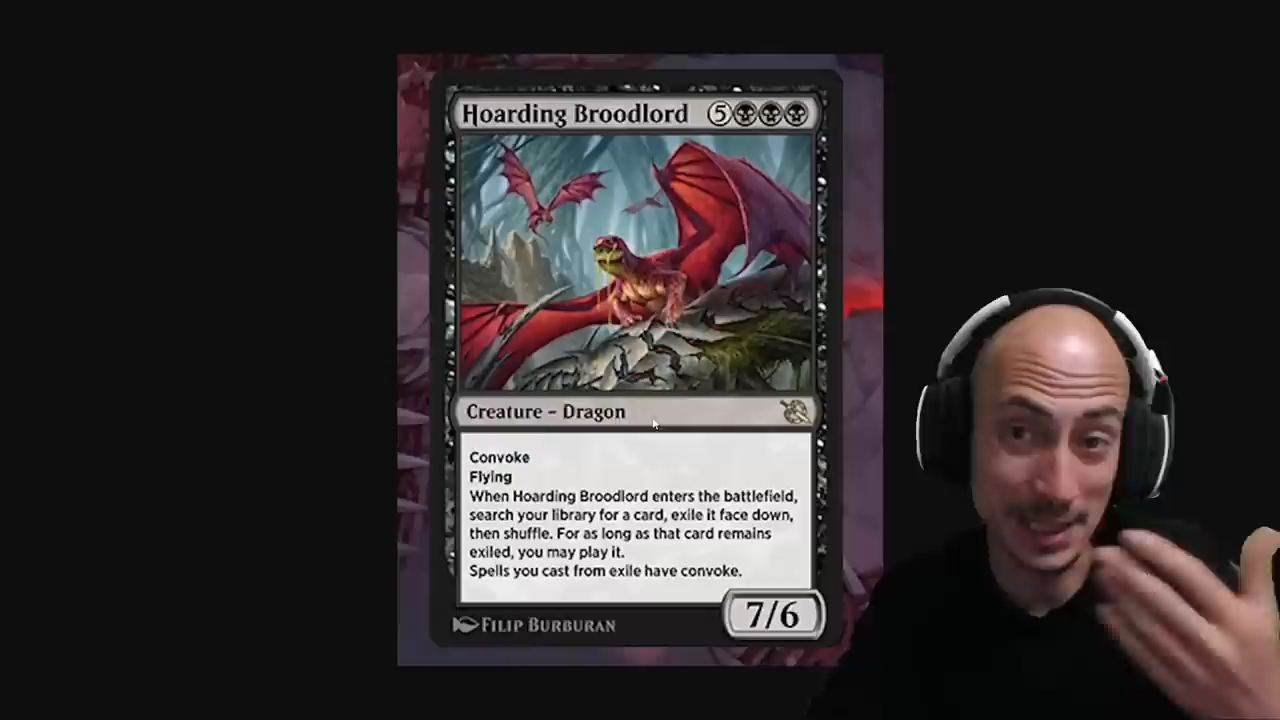 Hoarding Broodlord 5
Creature – Dragon
Convoke
Flying
When Hoarding Broodlord enters the battlefield,
search your library for a card, exile it face down,
then shuffle. For as long as that card remains
exiled, you may play it.
Spells you cast from exile have convoke.
7/6
Filip Burburan